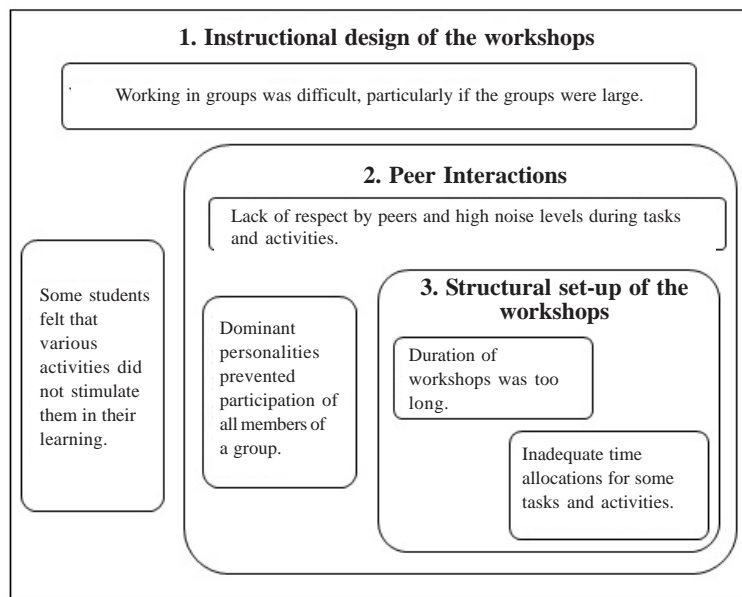 1. Instructional design of the workshops
Working in groups was difficult, particularly if the groups were large.
2. Peer Interactions
Lack of respect by peers and high noise levels during tasks
and activities.
Some students
felt that
various
activities did
not stimulate
them in their
learning.
Dominant
personalities
prevented
participation of
all members of
a group.
3. Structural set-up of the
workshops
Duration of
workshops was too
long.
Inadequate time
allocations for some
tasks and activities.